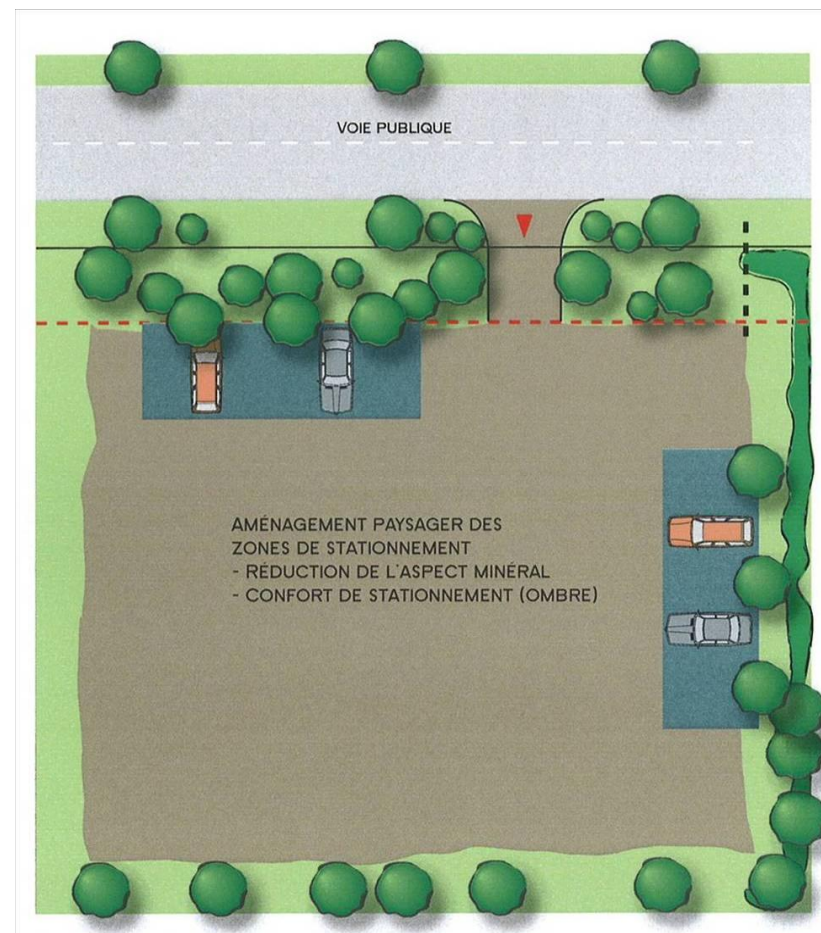 VOIE PUBLIQUE
AMÉNAGEMENT PAYSAGER DES
ZONES DE STATIONNEMENT
- RÉDUCTION DE L'ASPECT MINÉRAL
- CONFORT DE STATIONNEMENT (OMBRE)